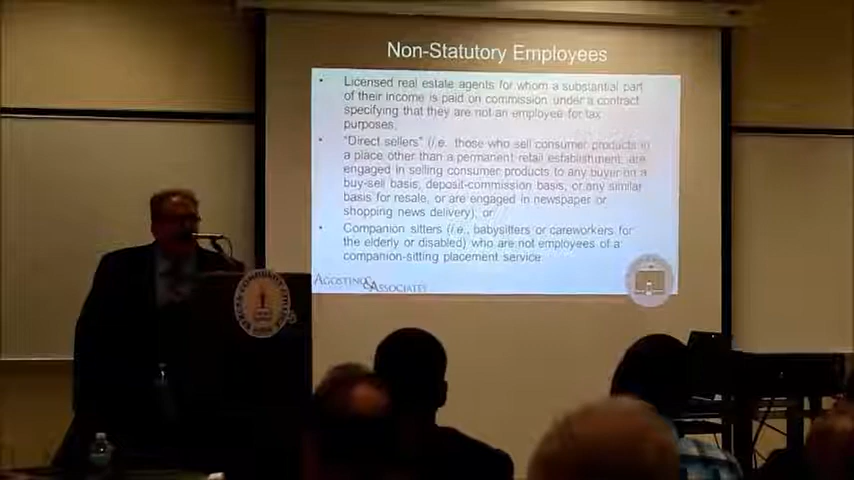 Non-Statutory Employees
• Licensed real estate agents for whom a substantial part
of their income is paid on commission under a contract
specifying that they are not an employee for tax
purposes;
• "Direct sellers" (i.e. those who sell consumer products in
a place other than a permanent retail establishment, are
engaged in selling consumer products to any buyer on a
buy-sell basis, deposit-commission basis, or any similar
basis for resale, or are engaged in newspaper or
shopping news delivery); or
• Companion sitters (i.e., babysitters or careworkers for
the elderly or disabled) who are not employees of a
companion-sitting placement service
AGOSTINO & ASSOCIATES